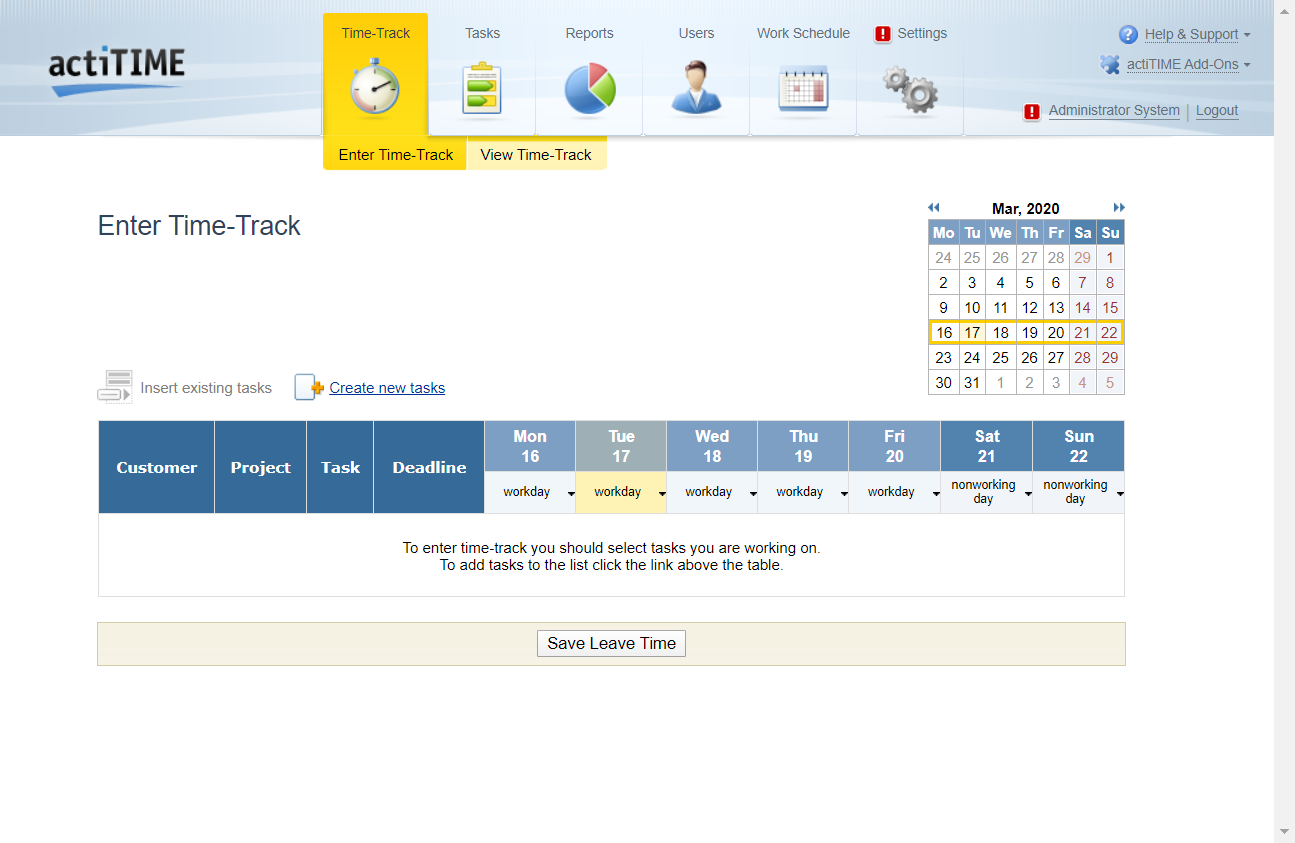 actiTIME
Time-Track
Tasks
Reports
Users
Work Schedule
Settings
Help & Support
actiTIME Add-Ons
Administrator System | Logout
Enter Time-Track
View Time-Track
Enter Time-Track
Mar, 2020
Mo Tu We Th Fr Sa Su
24 25 26 27 28 29 1
2 3 4 5 6 7 8
9 10 11 12 13 14 15
16 17 18 19 20 21 22
23 24 25 26 27 28 29
30 31 1 2 3 4 5
Insert existing tasks
Create new tasks
Customer Project Task Deadline
Mon Tue Wed Thu Fri Sat Sun
16 17 18 19 20 21 22
workday workday workday workday workday nonworking day nonworking day
To enter time-track you should select tasks you are working on.
To add tasks to the list click the link above the table.
Save Leave Time